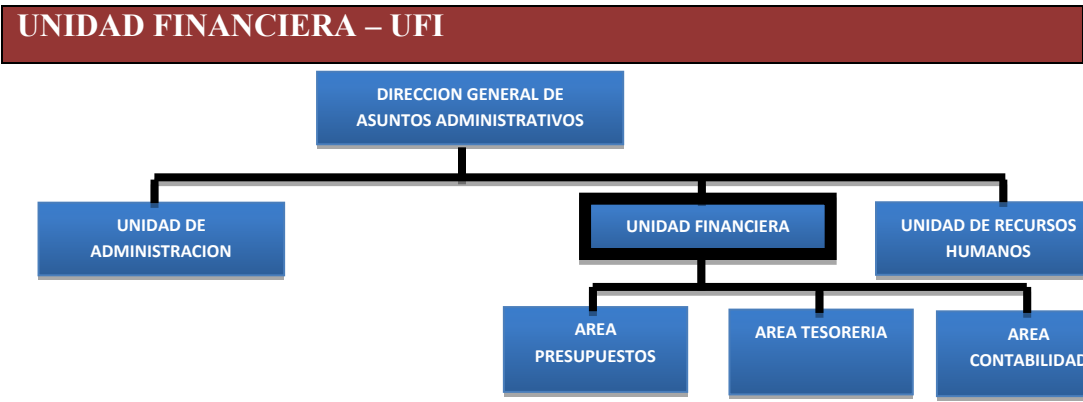 UNIDAD FINANCIERA – UFI
DIRECCION GENERAL DE
ASUNTOS ADMINISTRATIVOS
UNIDAD DE
ADMINISTRACION
UNIDAD FINANCIERA
UNIDAD DE RECURSOS
HUMANOS
AREA
PRESUPUESTOS
AREA TESORERIA
AREA
CONTABILIDAD